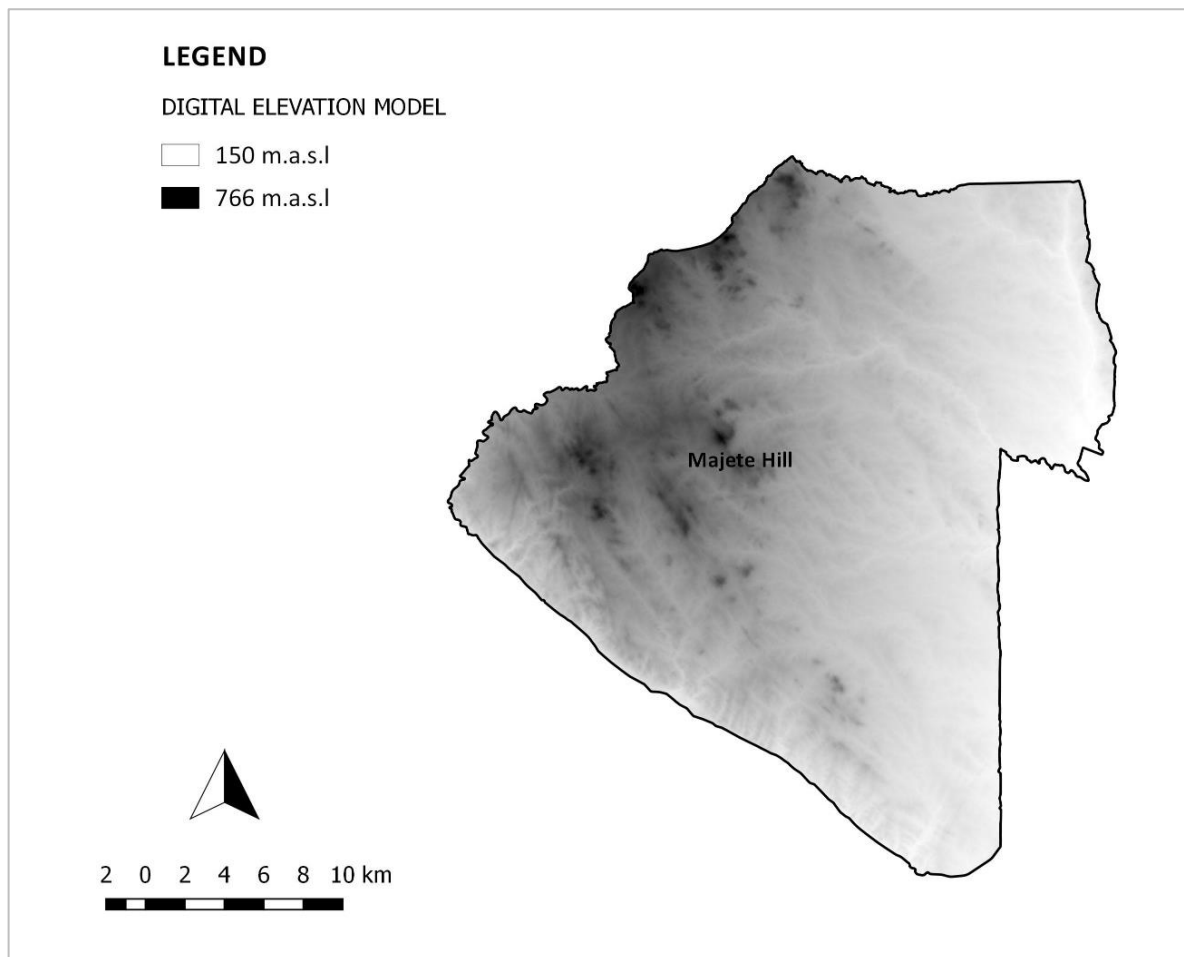 LEGEND
DIGITAL ELEVATION MODEL
150 m.a.s.l
766 m.a.s.l
Majete Hill
2 0 2 4 6 8 10 km